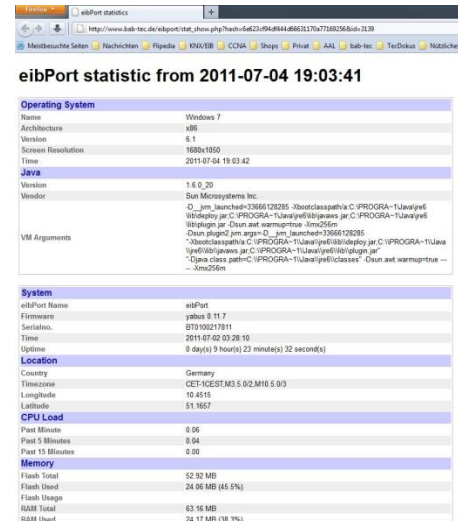 Firefox
eibPort statistics
http://www.bab-tec.de/eibport/stat_show.php?hash=6e623cf94df444d66631170a77169256&id=3139
Meistbesuchte Seiten Nachrichten Flipedia KNX/EIB CCNA Shops Privat AAL bab-tec TecDokus Nützliche
eibPort statistic from 2011-07-04 19:03:41
Operating System
Name Windows 7
Architecture x86
Version 6.1
Screen Resolution 1680x1050
Time 2011-07-04 19:03:42
Java
Version 1.6.0_20
Vendor Sun Microsystems Inc.
VM Arguments
-D__jvm_launched=33666128285 -Xbootclasspath/a:C:\PROGRA~1\Java\jre6
\lib\deploy.jar;C:\PROGRA~1\Java\jre6\lib\javaws.jar;C:\PROGRA~1\Java\jre6
\lib\plugin.jar -Dsun.awt.warmup=true -Xmx256m
-Dsun.plugin2.jvm.args=-D__jvm_launched=33666128285
"-Xbootclasspath/a:C:\\PROGRA~1\\Java\\jre6\\lib\\deploy.jar;C:\\PROGRA~1\\Java
\\jre6\\lib\\javaws.jar;C:\\PROGRA~1\\Java\\jre6\\lib\\plugin.jar"
"-Djava.class.path=C:\\PROGRA~1\\Java\\jre6\\classes" -Dsun.awt.warmup=true ---
-- -Xmx256m
System
eibPort Name eibPort
Firmware yabus 0.11.7
Serialno. BT0100217811
Time 2011-07-02 03:28:10
Uptime 0 day(s) 9 hour(s) 23 minute(s) 32 second(s)
Location
Country Germany
Timezone CET-1CEST,M3.5.0/2,M10.5.0/3
Longitude 10.4515
Latitude 51.1657
CPU Load
Past Minute 0.06
Past 5 Minutes 0.04
Past 15 Minutes 0.00
Memory
Flash Total 52.92 MB
Flash Used 24.06 MB (45.5%)
Flash Usage
RAM Total 63.16 MB
RAM Used 24.17 MB (38.3%)